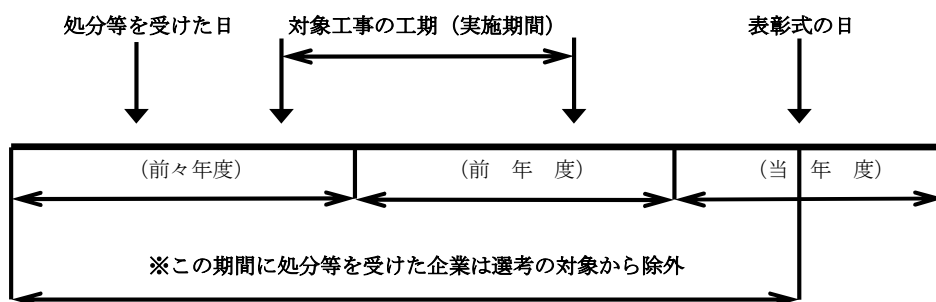 処分等を受けた日　対象工事の工期（実施期間）　表彰式の日
（前々年度）　（前　年　度）　（当　年　度）
※この期間に処分等を受けた企業は選考の対象から除外